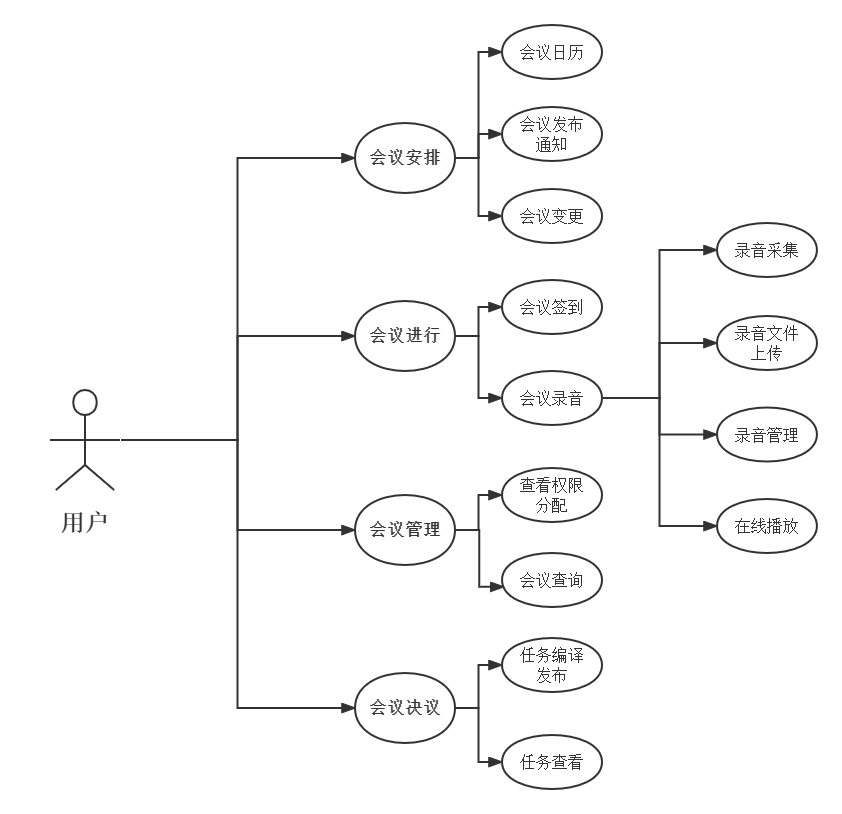 会议日历
会议发布
通知
会议安排
会议变更
录音采集
会议签到
会议进行
录音文件
上传
会议录音
录音管理
用户
查看权限
分配
会议管理
在线播放
会议查询
任务编译
发布
会议决议
任务查看